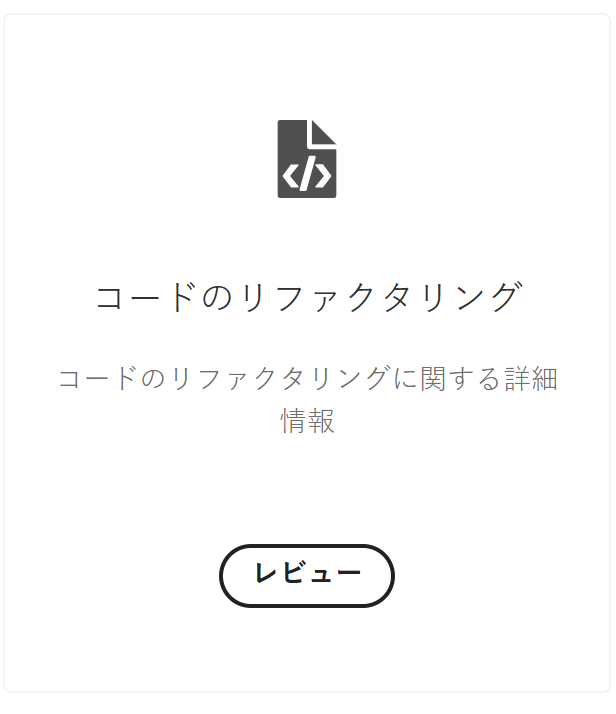 コードのリファクタリング
コードのリファクタリングに関する詳細
情報
レビュー